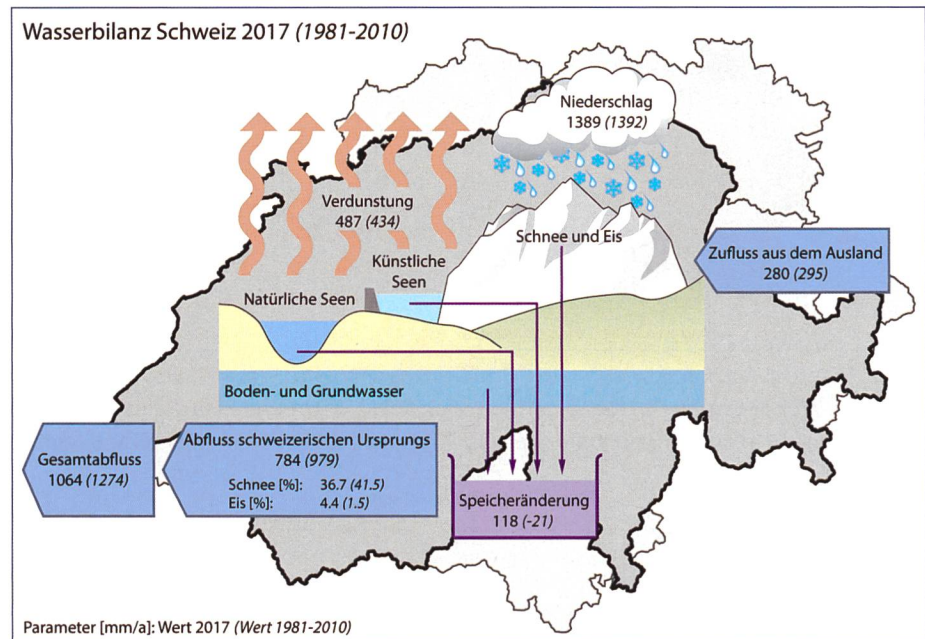 Wasserbilanz Schweiz 2017 (1981-2010)
Niederschlag
1389 (1392)
Verdunstung
487 (434)
Schnee und Eis
Künstliche
Seen
Natürliche Seen
Zufluss aus dem Ausland
280 (295)
Boden- und Grundwasser
Gesamtabfluss
1064 (1274)
Abfluss schweizerischen Ursprungs
784 (979)
Schnee [%]: 36.7 (41.5)
Eis [%]: 4.4 (1.5)
Speicheränderung
118 (-21)
Parameter [mm/a]: Wert 2017 (Wert 1981-2010)